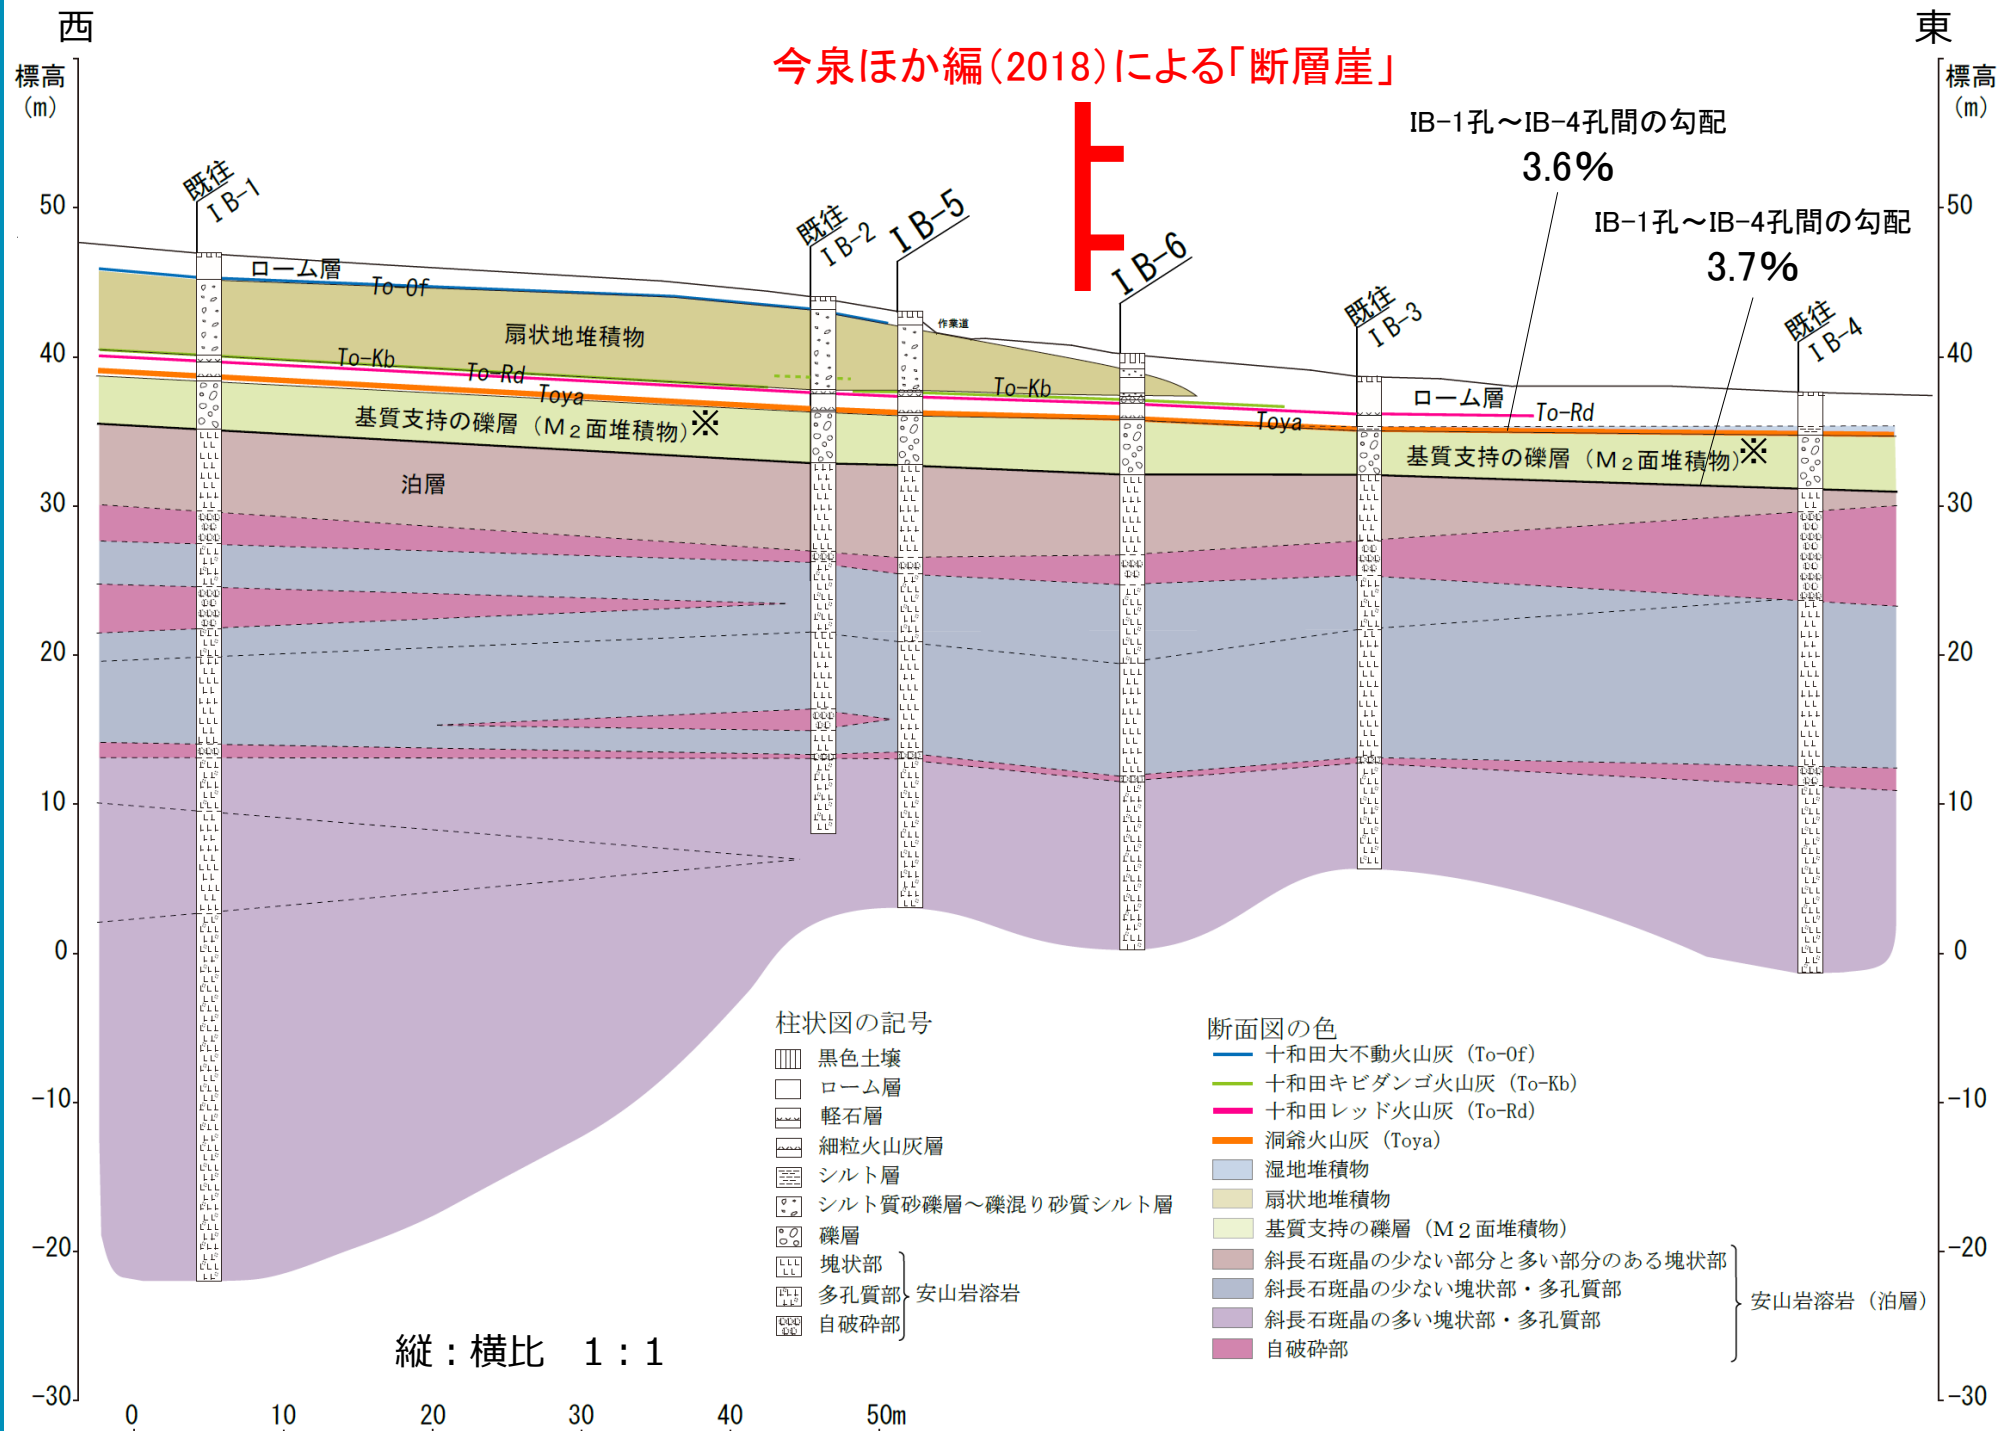 西
東
標高
(m)
標高
(m)
今泉ほか編(2018)による「断層崖」
IB-1孔～IB-4孔間の勾配
3.6%
IB-1孔～IB-4孔間の勾配
3.7%
既往
ⅠB-1
既往
ⅠB-2
ⅠB-5
ⅠB-6
既往
ⅠB-3
既往
ⅠB-4
50
40
30
20
10
0
-10
-20
-30
50
40
30
20
10
0
-10
-20
-30
ローム層
To-Of
扇状地堆積物
作業道
To-Kb
To-Rd
Toya
基質支持の礫層（M2面堆積物）※
泊層
To-Kb
Toya
ローム層
To-Rd
基質支持の礫層（M2面堆積物）※
柱状図の記号
黒色土壌
ローム層
軽石層
細粒火山灰層
シルト層
シルト質砂礫層～礫混り砂質シルト層
礫層
塊状部
多孔質部
自破砕部
安山岩溶岩
断面図の色
十和田大不動火山灰（To-Of）
十和田キビダンゴ火山灰（To-Kb）
十和田レッド火山灰（To-Rd）
洞爺火山灰（Toya）
湿地堆積物
扇状地堆積物
基質支持の礫層（M2面堆積物）
斜長石斑晶の少ない部分と多い部分のある塊状部
斜長石斑晶の少ない塊状部・多孔質部
斜長石斑晶の多い塊状部・多孔質部
自破砕部
安山岩溶岩（泊層）
縦：横比　1：1
0 10 20 30 40 50m